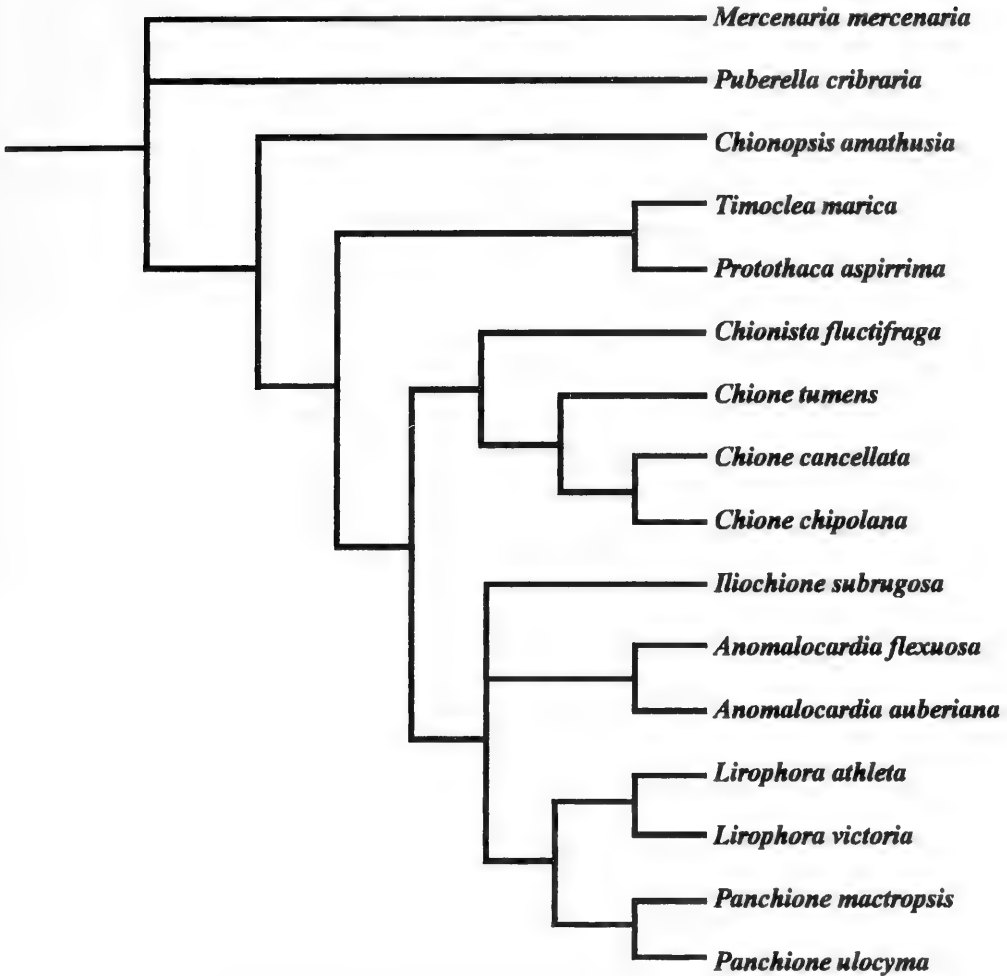 Mercenaria mercenaria
Puberella cribraria
Chionopsis amathusia
Timoclea marica
Protothaca aspirrima
Chionista fluctifraga
Chione tumens
Chione cancellata
Chione chipolana
Iliochione subrugosa
Anomalocardia flexuosa
Anomalocardia auberiana
Lirophora athleta
Lirophora victoria
Panchione mactropsis
Panchione ulocyma